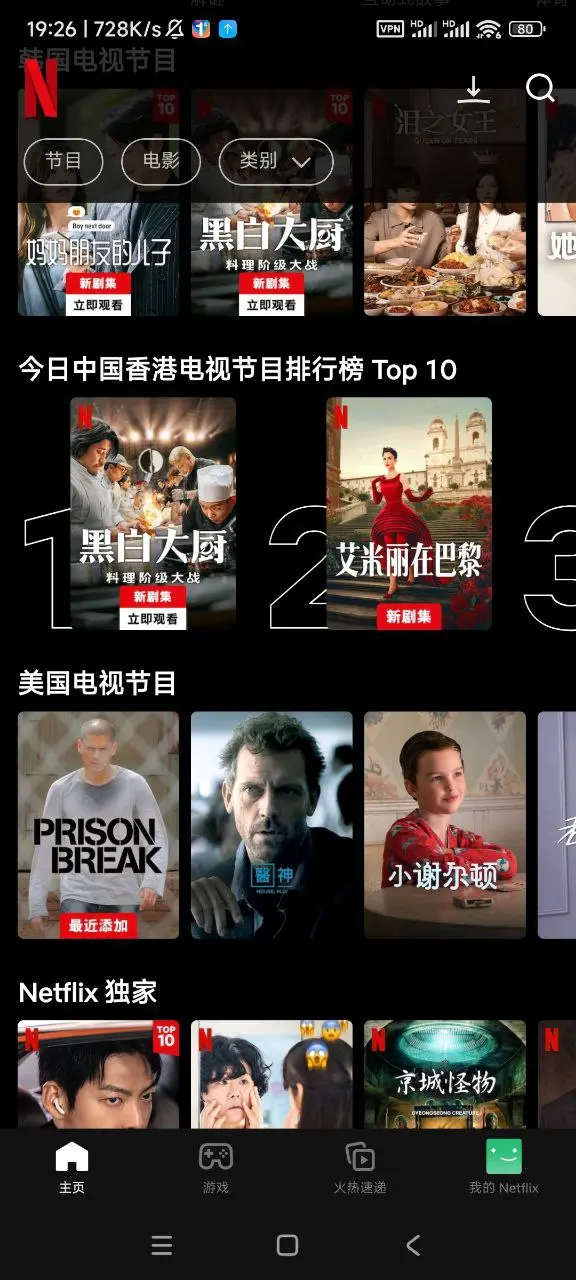 19:26 | 728K/s
VPN HD HD 6 80
韩国电视节目
N
节目
电影
类别
TOP 10
TOP 10
Boy next door
妈妈朋友的儿子
新剧集
立即观看
黑白大厨
料理阶级大战
新剧集
立即观看
泪之女王
QUEEN OF TEARS
她
今日中国香港电视节目排行榜 Top 10
1
N
黑白大厨
料理阶级大战
新剧集
立即观看
2
N
艾米丽在巴黎
新剧集
3
美国电视节目
PRISON
BREAK
最近添加
醫神
HOUSE, M.D.
小谢尔顿
Netflix 独家
N
TOP 10
N
N
京城怪物
GYEONGSEONG CREATURE
N
主页
游戏
火热速递
我的 Netflix